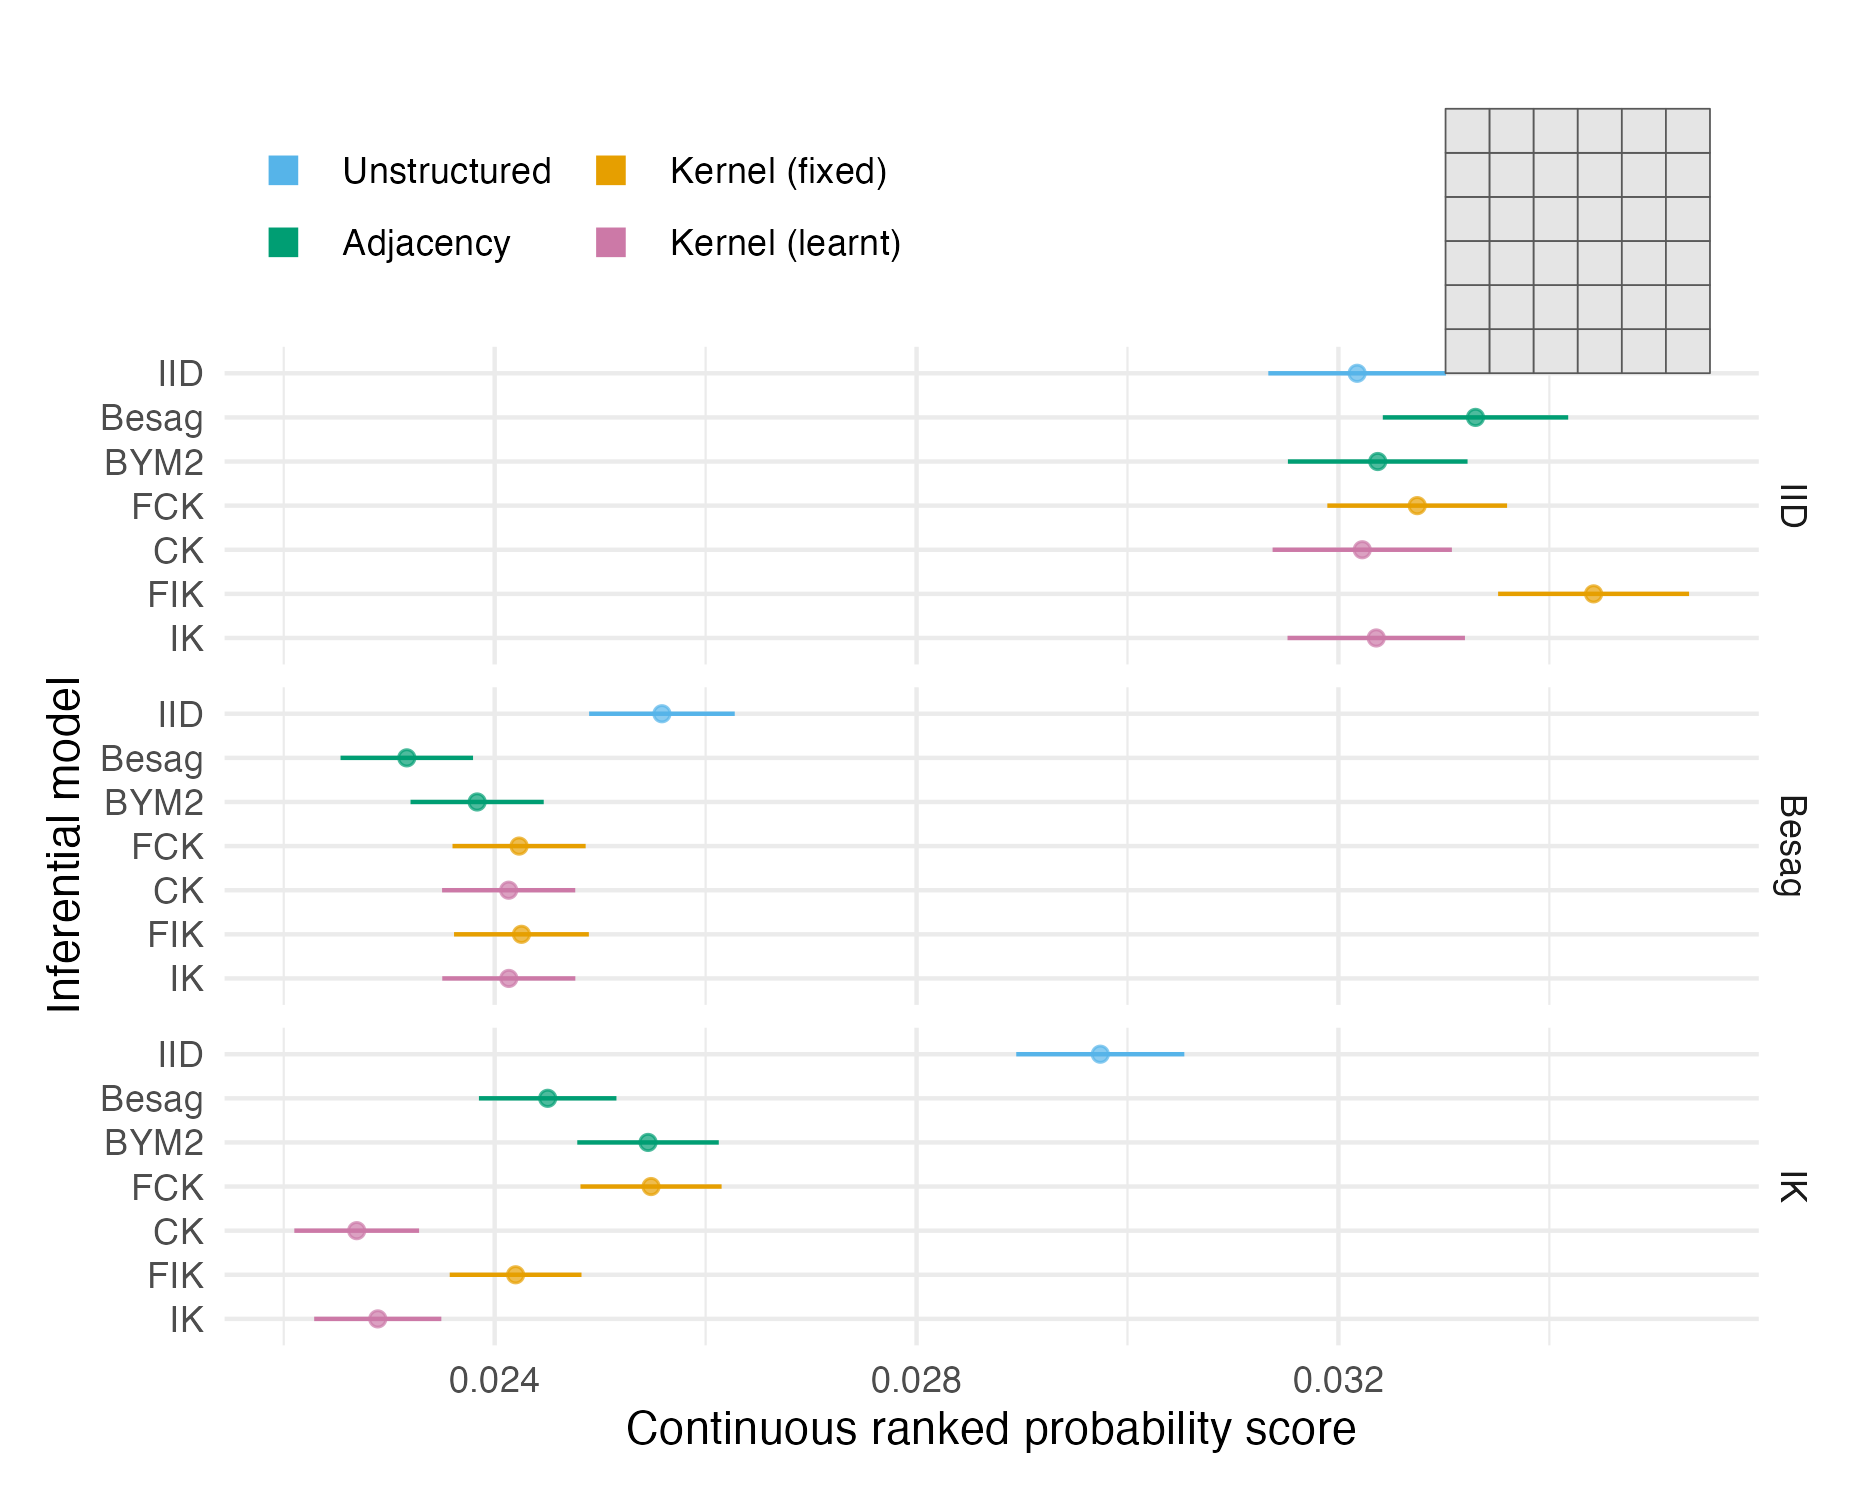 Unstructured
Kernel (fixed)
Adjacency
Kernel (learnt)
IID
Besag
BYM2
FCK
CK
FIK
IK
IID
IID
Besag
BYM2
FCK
CK
FIK
IK
Besag
IID
Besag
BYM2
FCK
CK
FIK
IK
IK
Inferential model
0.024
0.028
0.032
Continuous ranked probability score